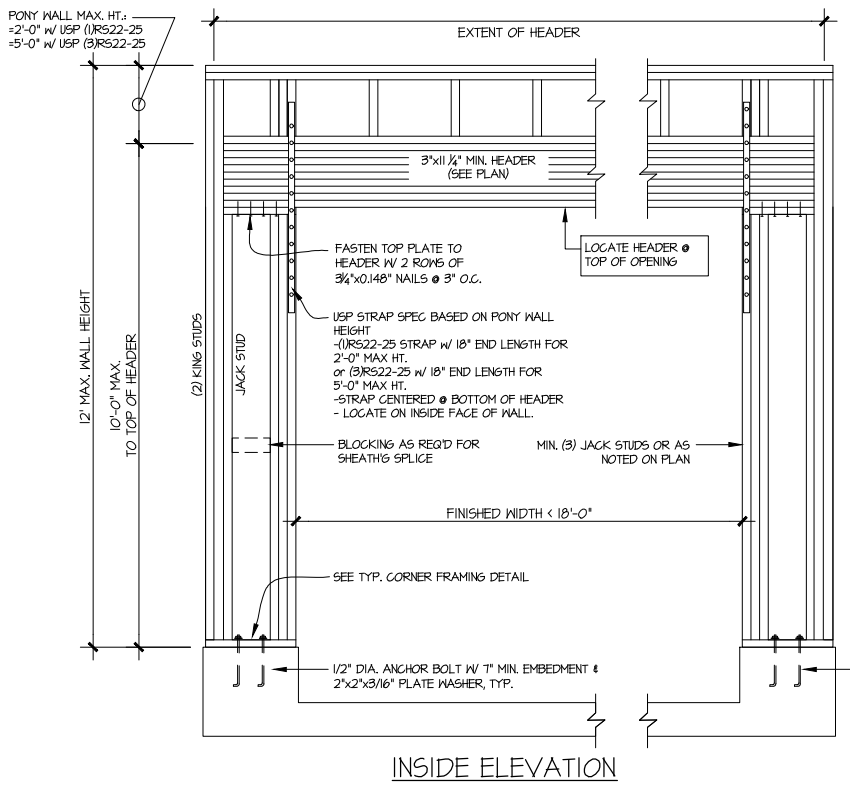 PONY WALL MAX. HT.:
=2'-0" w/ USP (1)RS22-25
=5'-0" w/ USP (3)RS22-25
EXTENT OF HEADER
3"x11 1/4" MIN. HEADER
(SEE PLAN)
FASTEN TOP PLATE TO
HEADER W/ 2 ROWS OF
3 1/4"x0.148" NAILS @ 3" O.C.
LOCATE HEADER @
TOP OF OPENING
USP STRAP SPEC BASED ON PONY WALL
HEIGHT
-(1)RS22-25 STRAP w/ 18" END LENGTH FOR
2'-0" MAX HT.
or (3)RS22-25 w/ 18" END LENGTH FOR
5'-0" MAX HT.
-STRAP CENTERED @ BOTTOM OF HEADER
- LOCATE ON INSIDE FACE OF WALL.
12' MAX. WALL HEIGHT
10'-0" MAX.
TO TOP OF HEADER
(2) KING STUDS
JACK STUD
BLOCKING AS REQ'D FOR
SHEATH'G SPLICE
MIN. (3) JACK STUDS OR AS
NOTED ON PLAN
FINISHED WIDTH < 18'-0"
SEE TYP. CORNER FRAMING DETAIL
1/2" DIA. ANCHOR BOLT W/ 7" MIN. EMBEDMENT &
2"x2"x3/16" PLATE WASHER, TYP.
INSIDE ELEVATION